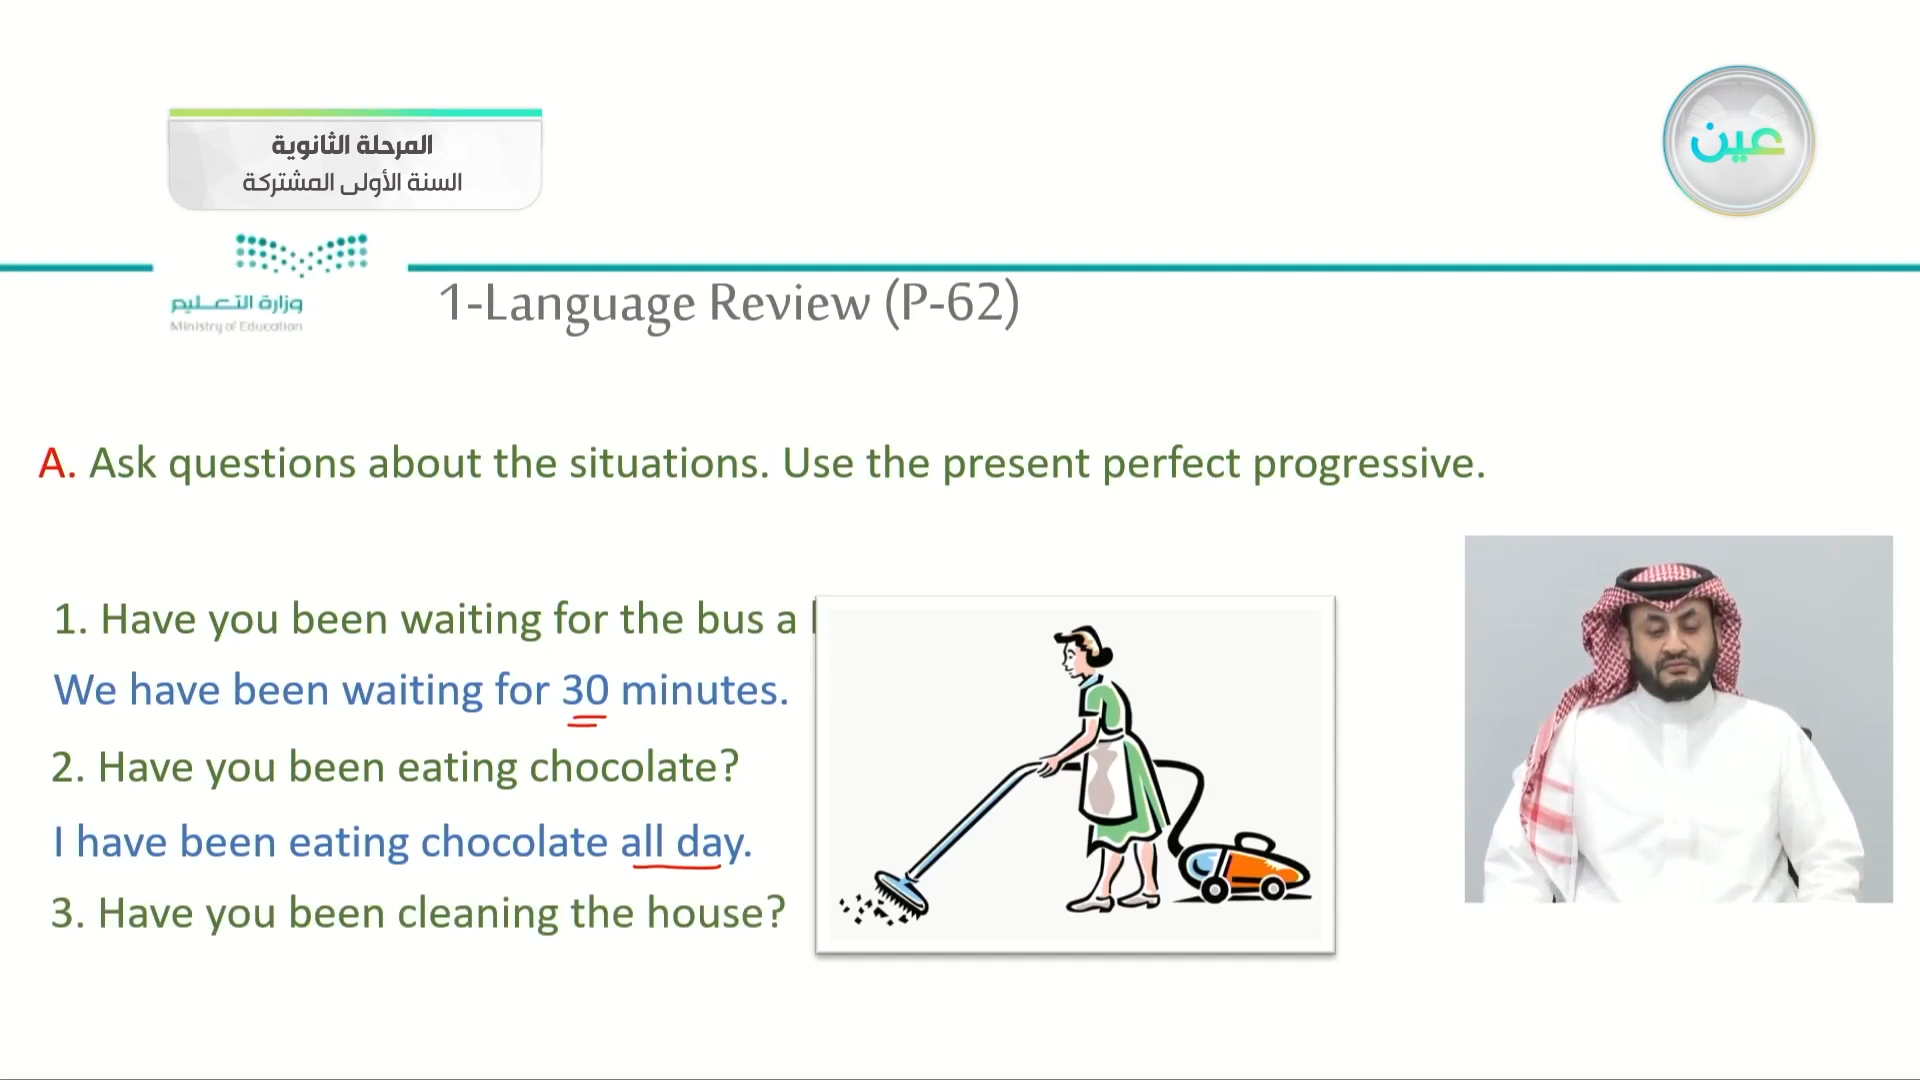 المرحلة الثانوية
السنة الأولى المشتركة
عين
وزارة التعليم
Ministry of Education
1-Language Review (P-62)
A. Ask questions about the situations. Use the present perfect progressive.
1. Have you been waiting for the bus a
We have been waiting for 30 minutes.
2. Have you been eating chocolate?
I have been eating chocolate all day.
3. Have you been cleaning the house?